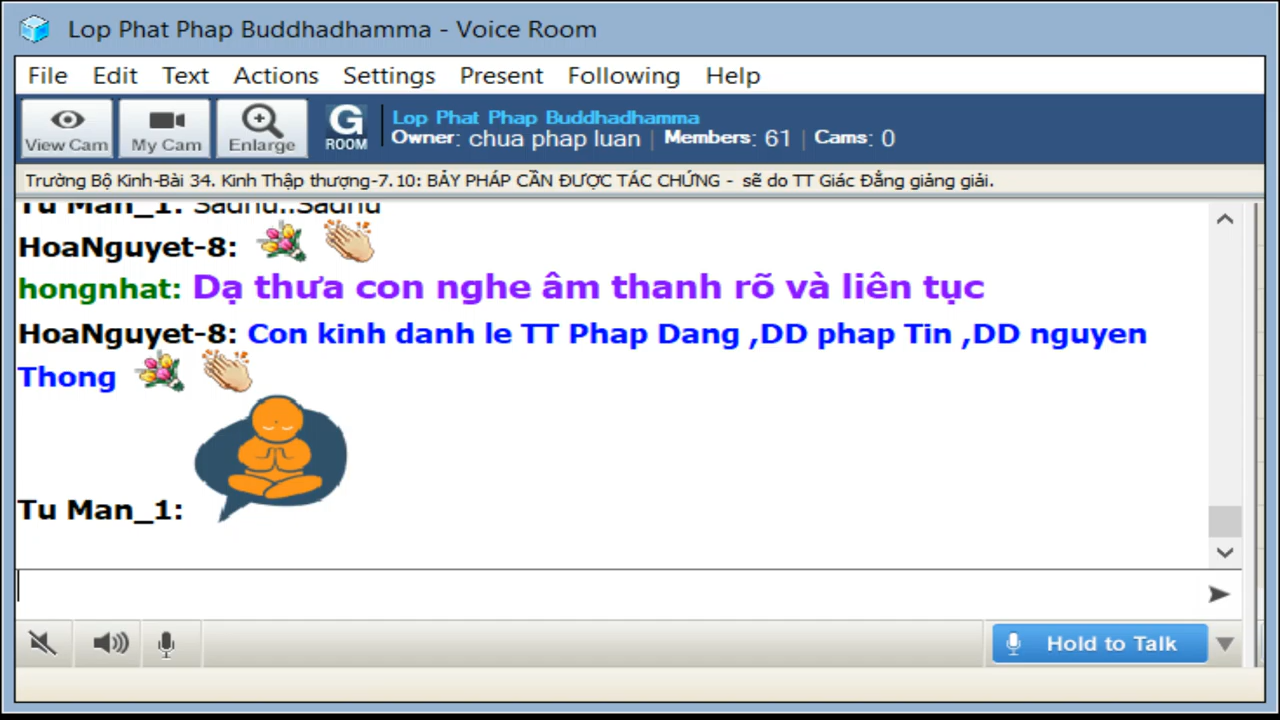 Lop Phat Phap Buddhadhamma - Voice Room
File Edit Text Actions Settings Present Following Help
View Cam My Cam Enlarge G ROOM
Lop Phat Phap Buddhadhamma
Owner: chua phap luan | Members: 61 | Cams: 0
Trường Bộ Kinh-Bài 34. Kinh Thập thượng-7.10: BẢY PHÁP CẦN ĐƯỢC TÁC CHỨNG - sẽ do TT Giác Đẳng giảng giải.
Tu Man_1: Sadhu..Sadhu
HoaNguyet-8:
hongnhat: Dạ thưa con nghe âm thanh rõ và liên tục
HoaNguyet-8: Con kinh danh le TT Phap Dang ,DD phap Tin ,DD nguyen
Thong
Tu Man_1:
Hold to Talk